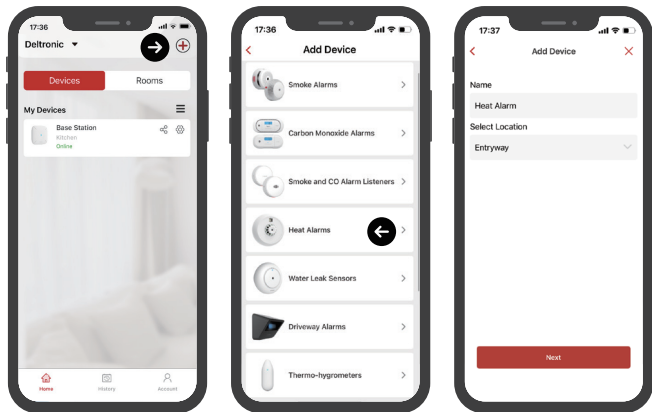 17:36
Deltronic
Devices
Rooms
My Devices
Base Station
Kitchen
Online
Home
History
Account
17:36
Add Device
Smoke Alarms
Carbon Monoxide Alarms
Smoke and CO Alarm Listeners
Heat Alarms
Water Leak Sensors
Driveway Alarms
Thermo-hygrometers
17:37
Add Device
Name
Heat Alarm
Select Location
Entryway
Next